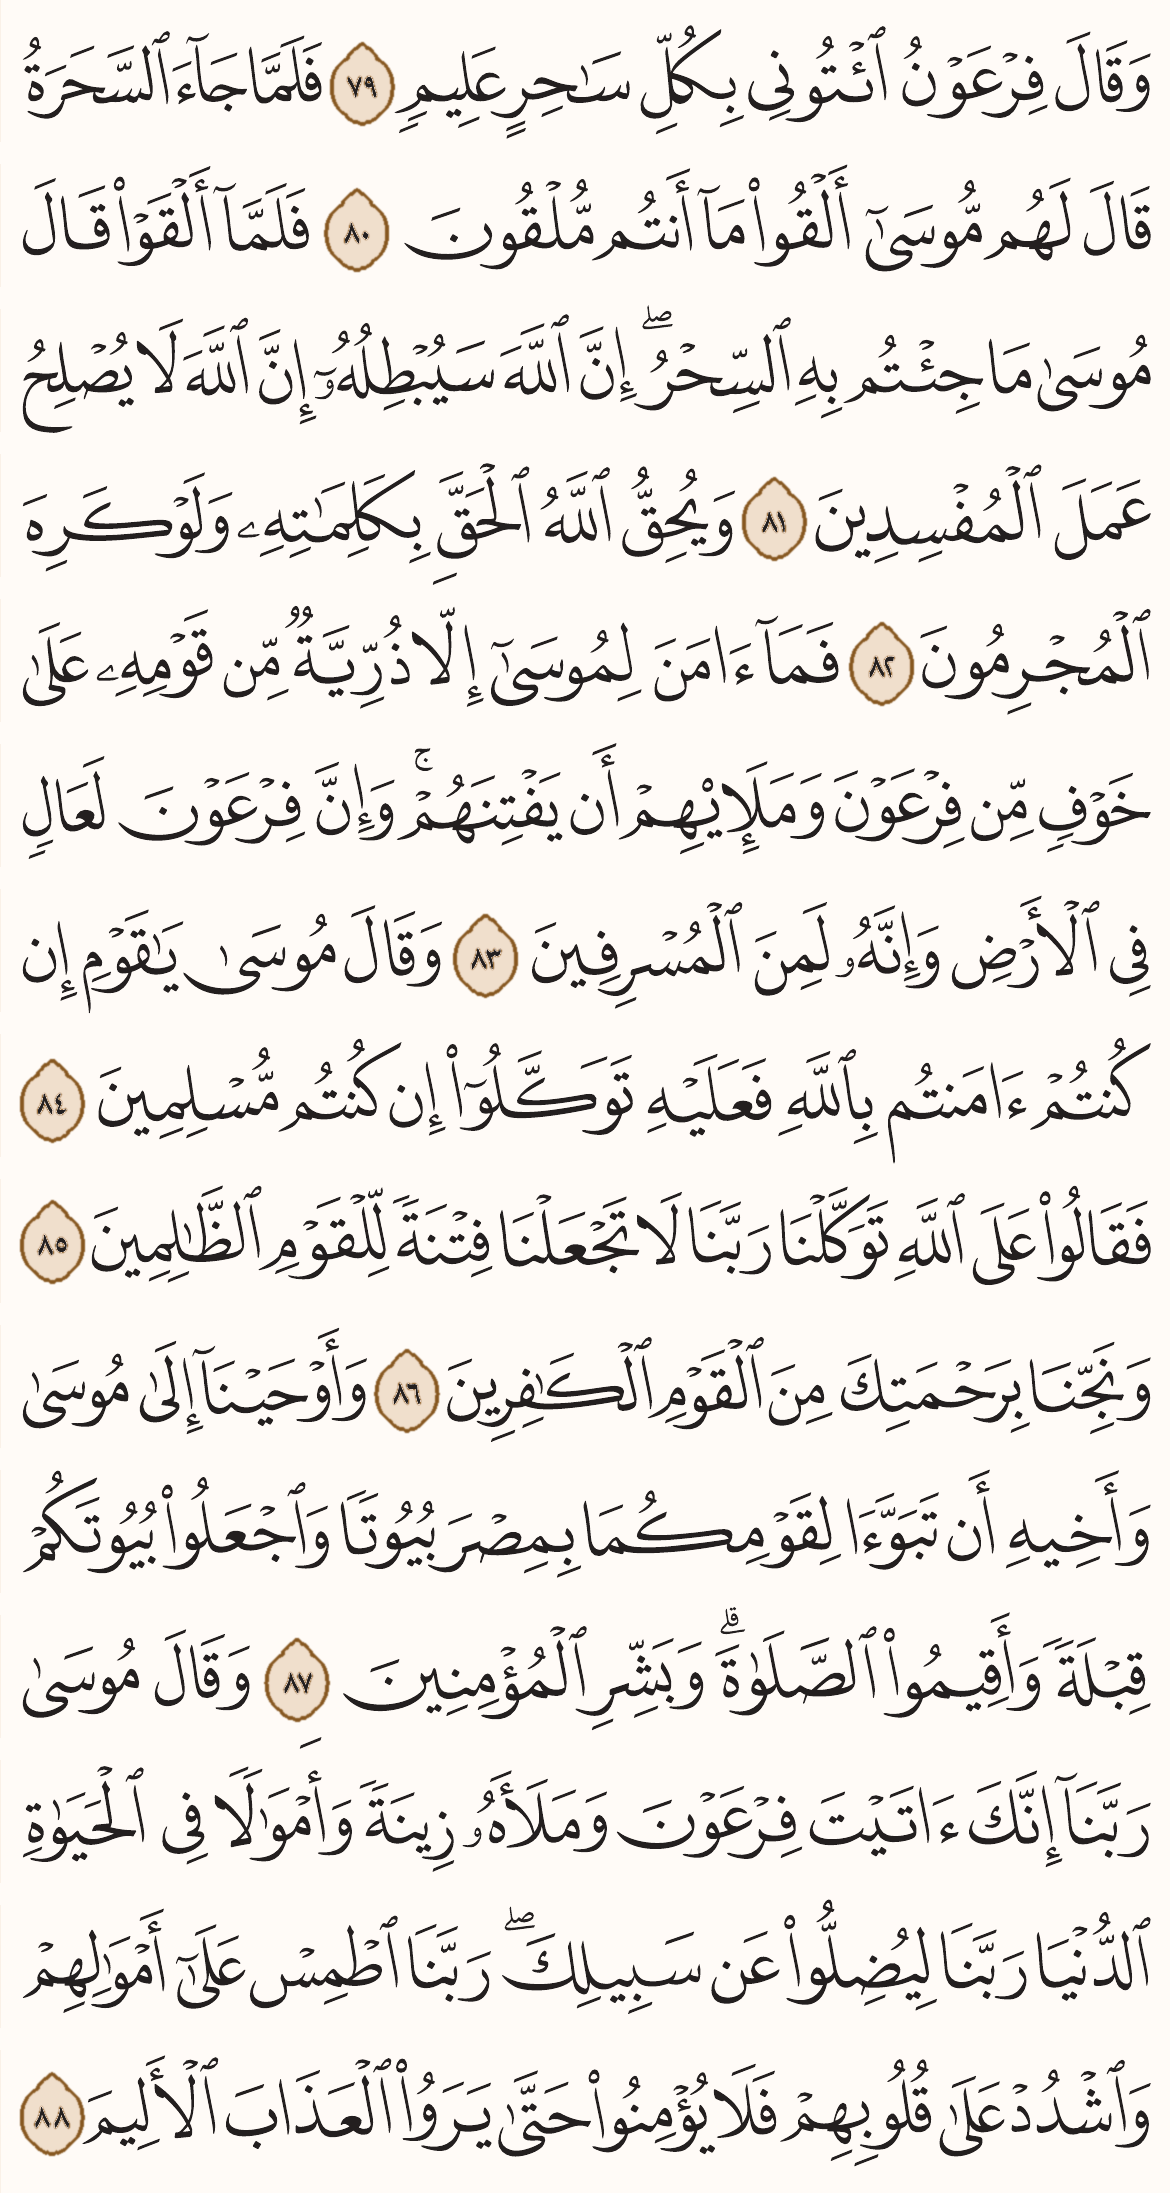 وَقَالَ فِرْعَوْنُ ٱئْتُونِى بِكُلِّ سَـٰحِرٍ عَلِيمٍ ٧٩ فَلَمَّا جَآءَ ٱلسَّحَرَةُ
قَالَ لَهُم مُّوسَىٰٓ أَلْقُوا۟ مَآ أَنتُم مُّلْقُونَ ٨٠ فَلَمَّآ أَلْقَوْا۟ قَالَ
مُوسَىٰ مَا جِئْتُم بِهِ ٱلسِّحْرُ ۖ إِنَّ ٱللَّهَ سَيُبْطِلُهُۥٓ إِنَّ ٱللَّهَ لَا يُصْلِحُ
عَمَلَ ٱلْمُفْسِدِينَ ٨١ وَيُحِقُّ ٱللَّهُ ٱلْحَقَّ بِكَلِمَـٰتِهِۦ وَلَوْ كَرِهَ
ٱلْمُجْرِمُونَ ٨٢ فَمَآ ءَامَنَ لِمُوسَىٰٓ إِلَّا ذُرِّيَّةٌ مِّن قَوْمِهِۦ عَلَىٰ
خَوْفٍ مِّن فِرْعَوْنَ وَمَلَإِي۟هِمْ أَن يَفْتِنَهُمْ ۚ وَإِنَّ فِرْعَوْنَ لَعَالٍ
فِى ٱلْأَرْضِ وَإِنَّهُۥ لَمِنَ ٱلْمُسْرِفِينَ ٨٣ وَقَالَ مُوسَىٰ يَـٰقَوْمِ إِن
كُنتُمْ ءَامَنتُم بِٱللَّهِ فَعَلَيْهِ تَوَكَّلُوٓا۟ إِن كُنتُم مُّسْلِمِينَ ٨٤
فَقَالُوا۟ عَلَى ٱللَّهِ تَوَكَّلْنَا رَبَّنَا لَا تَجْعَلْنَا فِتْنَةً لِّلْقَوْمِ ٱلظَّـٰلِمِينَ ٨٥
وَنَجِّنَا بِرَحْمَتِكَ مِنَ ٱلْقَوْمِ ٱلْكَـٰفِرِينَ ٨٦ وَأَوْحَيْنَآ إِلَىٰ مُوسَىٰ
وَأَخِيهِ أَن تَبَوَّءَا لِقَوْمِكُمَا بِمِصْرَ بُيُوتًا وَٱجْعَلُوا۟ بُيُوتَكُمْ
قِبْلَةً وَأَقِيمُوا۟ ٱلصَّلَوٰةَ ۗ وَبَشِّرِ ٱلْمُؤْمِنِينَ ٨٧ وَقَالَ مُوسَىٰ
رَبَّنَآ إِنَّكَ ءَاتَيْتَ فِرْعَوْنَ وَمَلَأَهُۥ زِينَةً وَأَمْوَٰلًا فِى ٱلْحَيَوٰةِ
ٱلدُّنْيَا رَبَّنَا لِيُضِلُّوا۟ عَن سَبِيلِكَ ۖ رَبَّنَا ٱطْمِسْ عَلَىٰٓ أَمْوَٰلِهِمْ
وَٱشْدُدْ عَلَىٰ قُلُوبِهِمْ فَلَا يُؤْمِنُوا۟ حَتَّىٰ يَرَوُا۟ ٱلْعَذَابَ ٱلْأَلِيمَ ٨٨